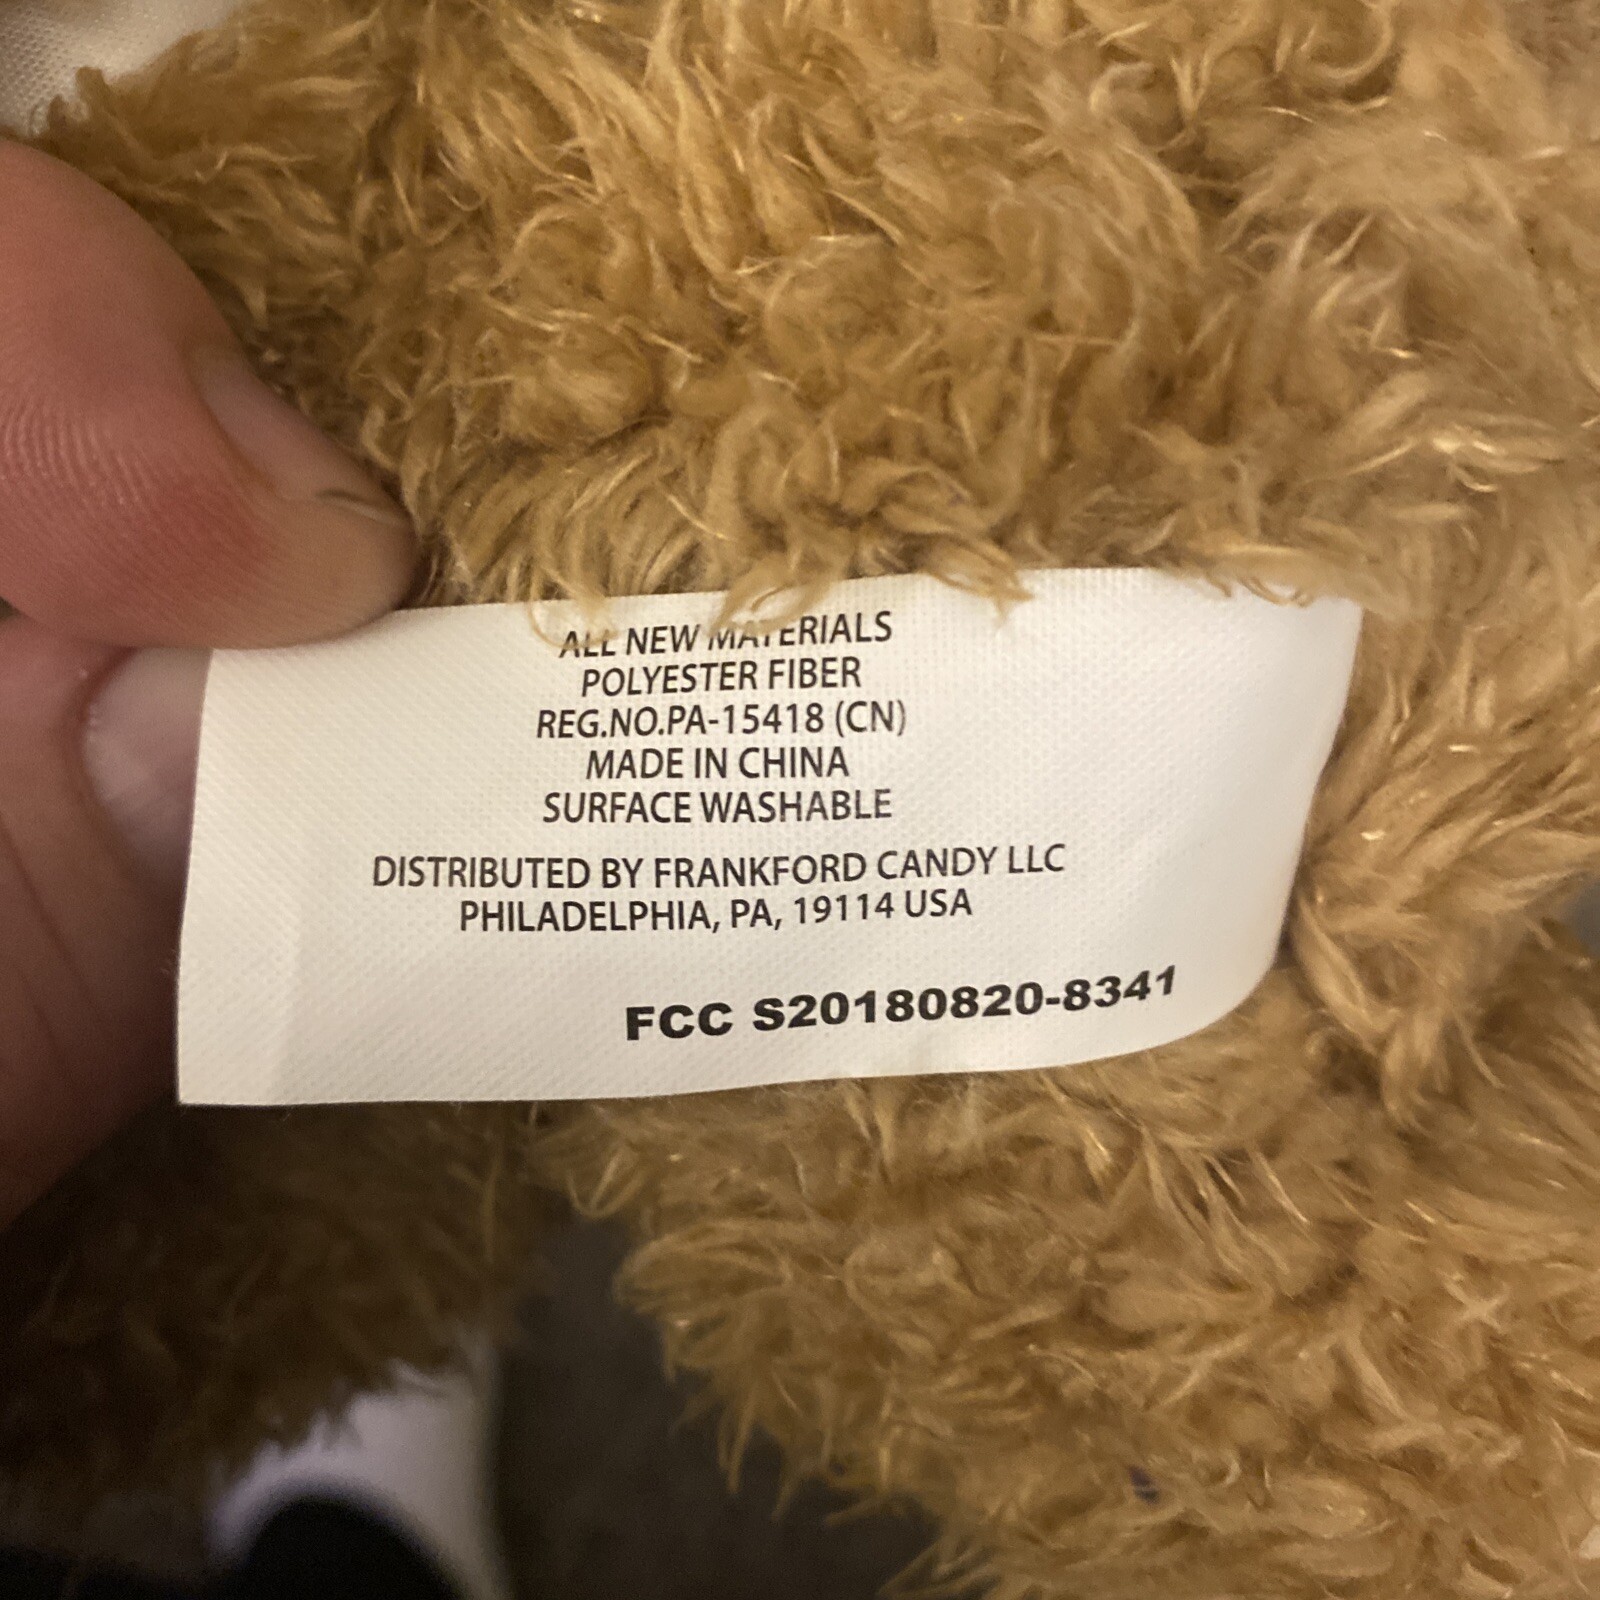 ALL NEW MATERIALS
POLYESTER FIBER
REG.NO.PA-15418 (CN)
MADE IN CHINA
SURFACE WASHABLE
DISTRIBUTED BY FRANKFORD CANDY LLC
PHILADELPHIA, PA, 19114 USA
FCC S20180820-8341